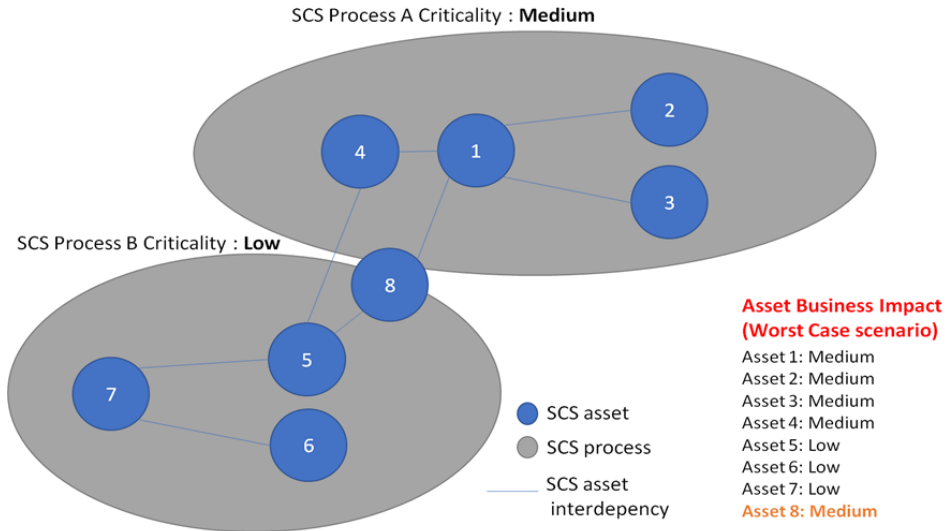 SCS Process A Criticality : Medium
2
4
1
3
SCS Process B Criticality : Low
8
5
7
6
SCS asset
SCS process
SCS asset
interdepency
Asset Business Impact
(Worst Case scenario)
Asset 1: Medium
Asset 2: Medium
Asset 3: Medium
Asset 4: Medium
Asset 5: Low
Asset 6: Low
Asset 7: Low
Asset 8: Medium